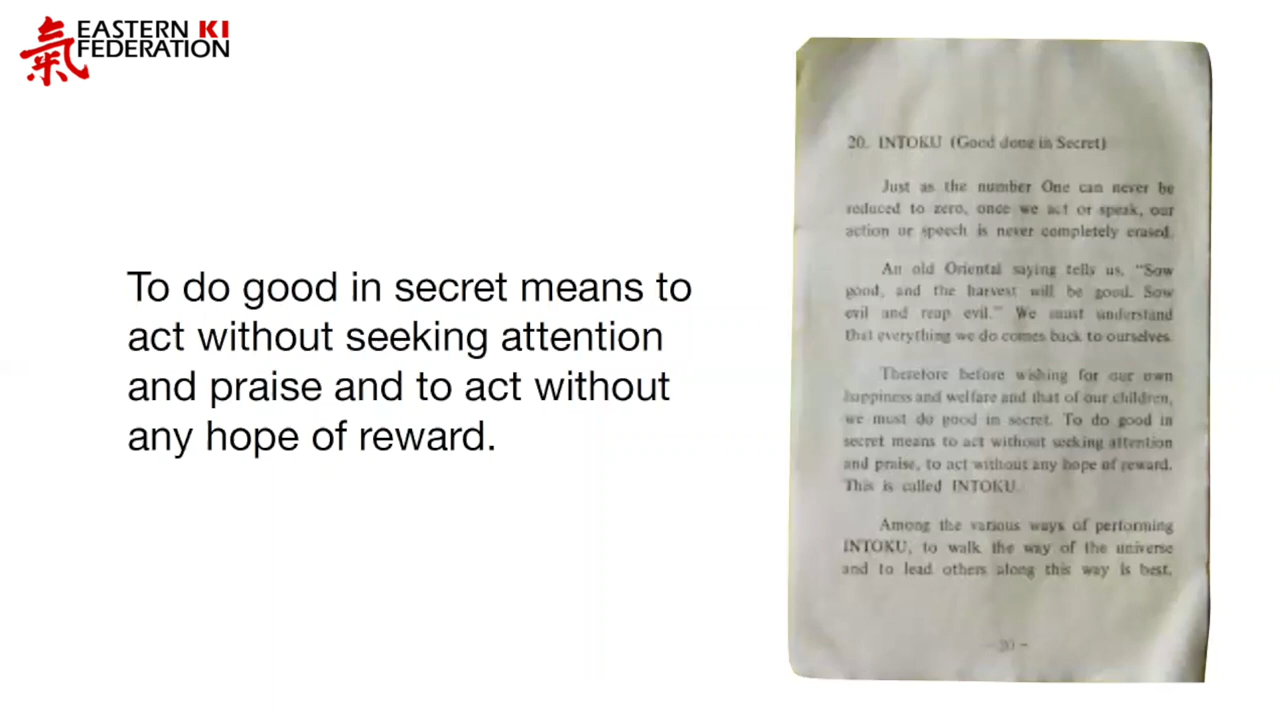 氣
EASTERN KI
FEDERATION
To do good in secret means to
act without seeking attention
and praise and to act without
any hope of reward.
20. INTOKU (Good done in Secret)
Just as the number One can never be
reduced to zero, once we act or speak, our
action or speech is never completely erased.
An old Oriental saying tells us, "Sow
good, and the harvest will be good. Sow
evil and reap evil." We must understand
that everything we do comes back to ourselves.
Therefore before wishing for our own
happiness and welfare and that of our children,
we must do good in secret. To do good in
secret means to act without seeking attention
and praise, to act without any hope of reward.
This is called INTOKU.
Among the various ways of performing
INTOKU, to walk the way of the universe
and to lead others along this way is best.
- 20 -